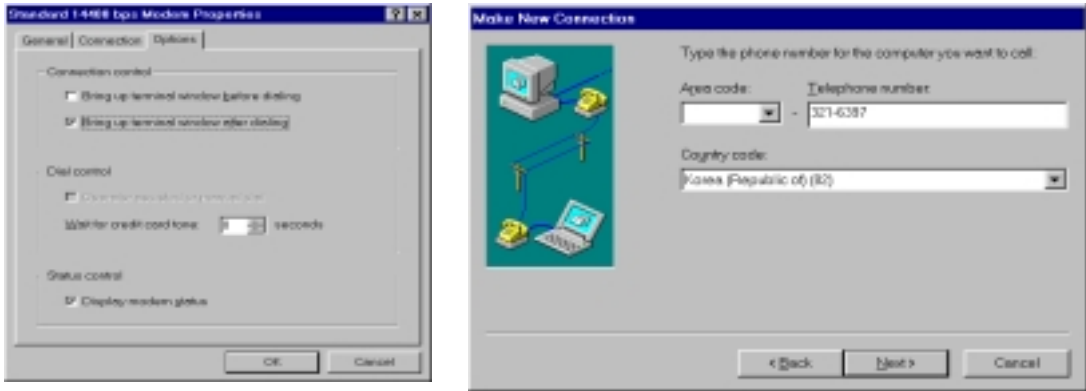 Standard 14400 bps Modem Properties
General Connection Options
Connection control
Bring up terminal window before dialing
Bring up terminal window after dialing
Dial control
Wait for credit card tone: seconds
Status control
Display modem status
OK Cancel
Make New Connection
Type the phone number for the computer you want to call:
Area code: Telephone number:
- 321-6397
Country code:
Korea (Republic of) (82)
< Back Next > Cancel